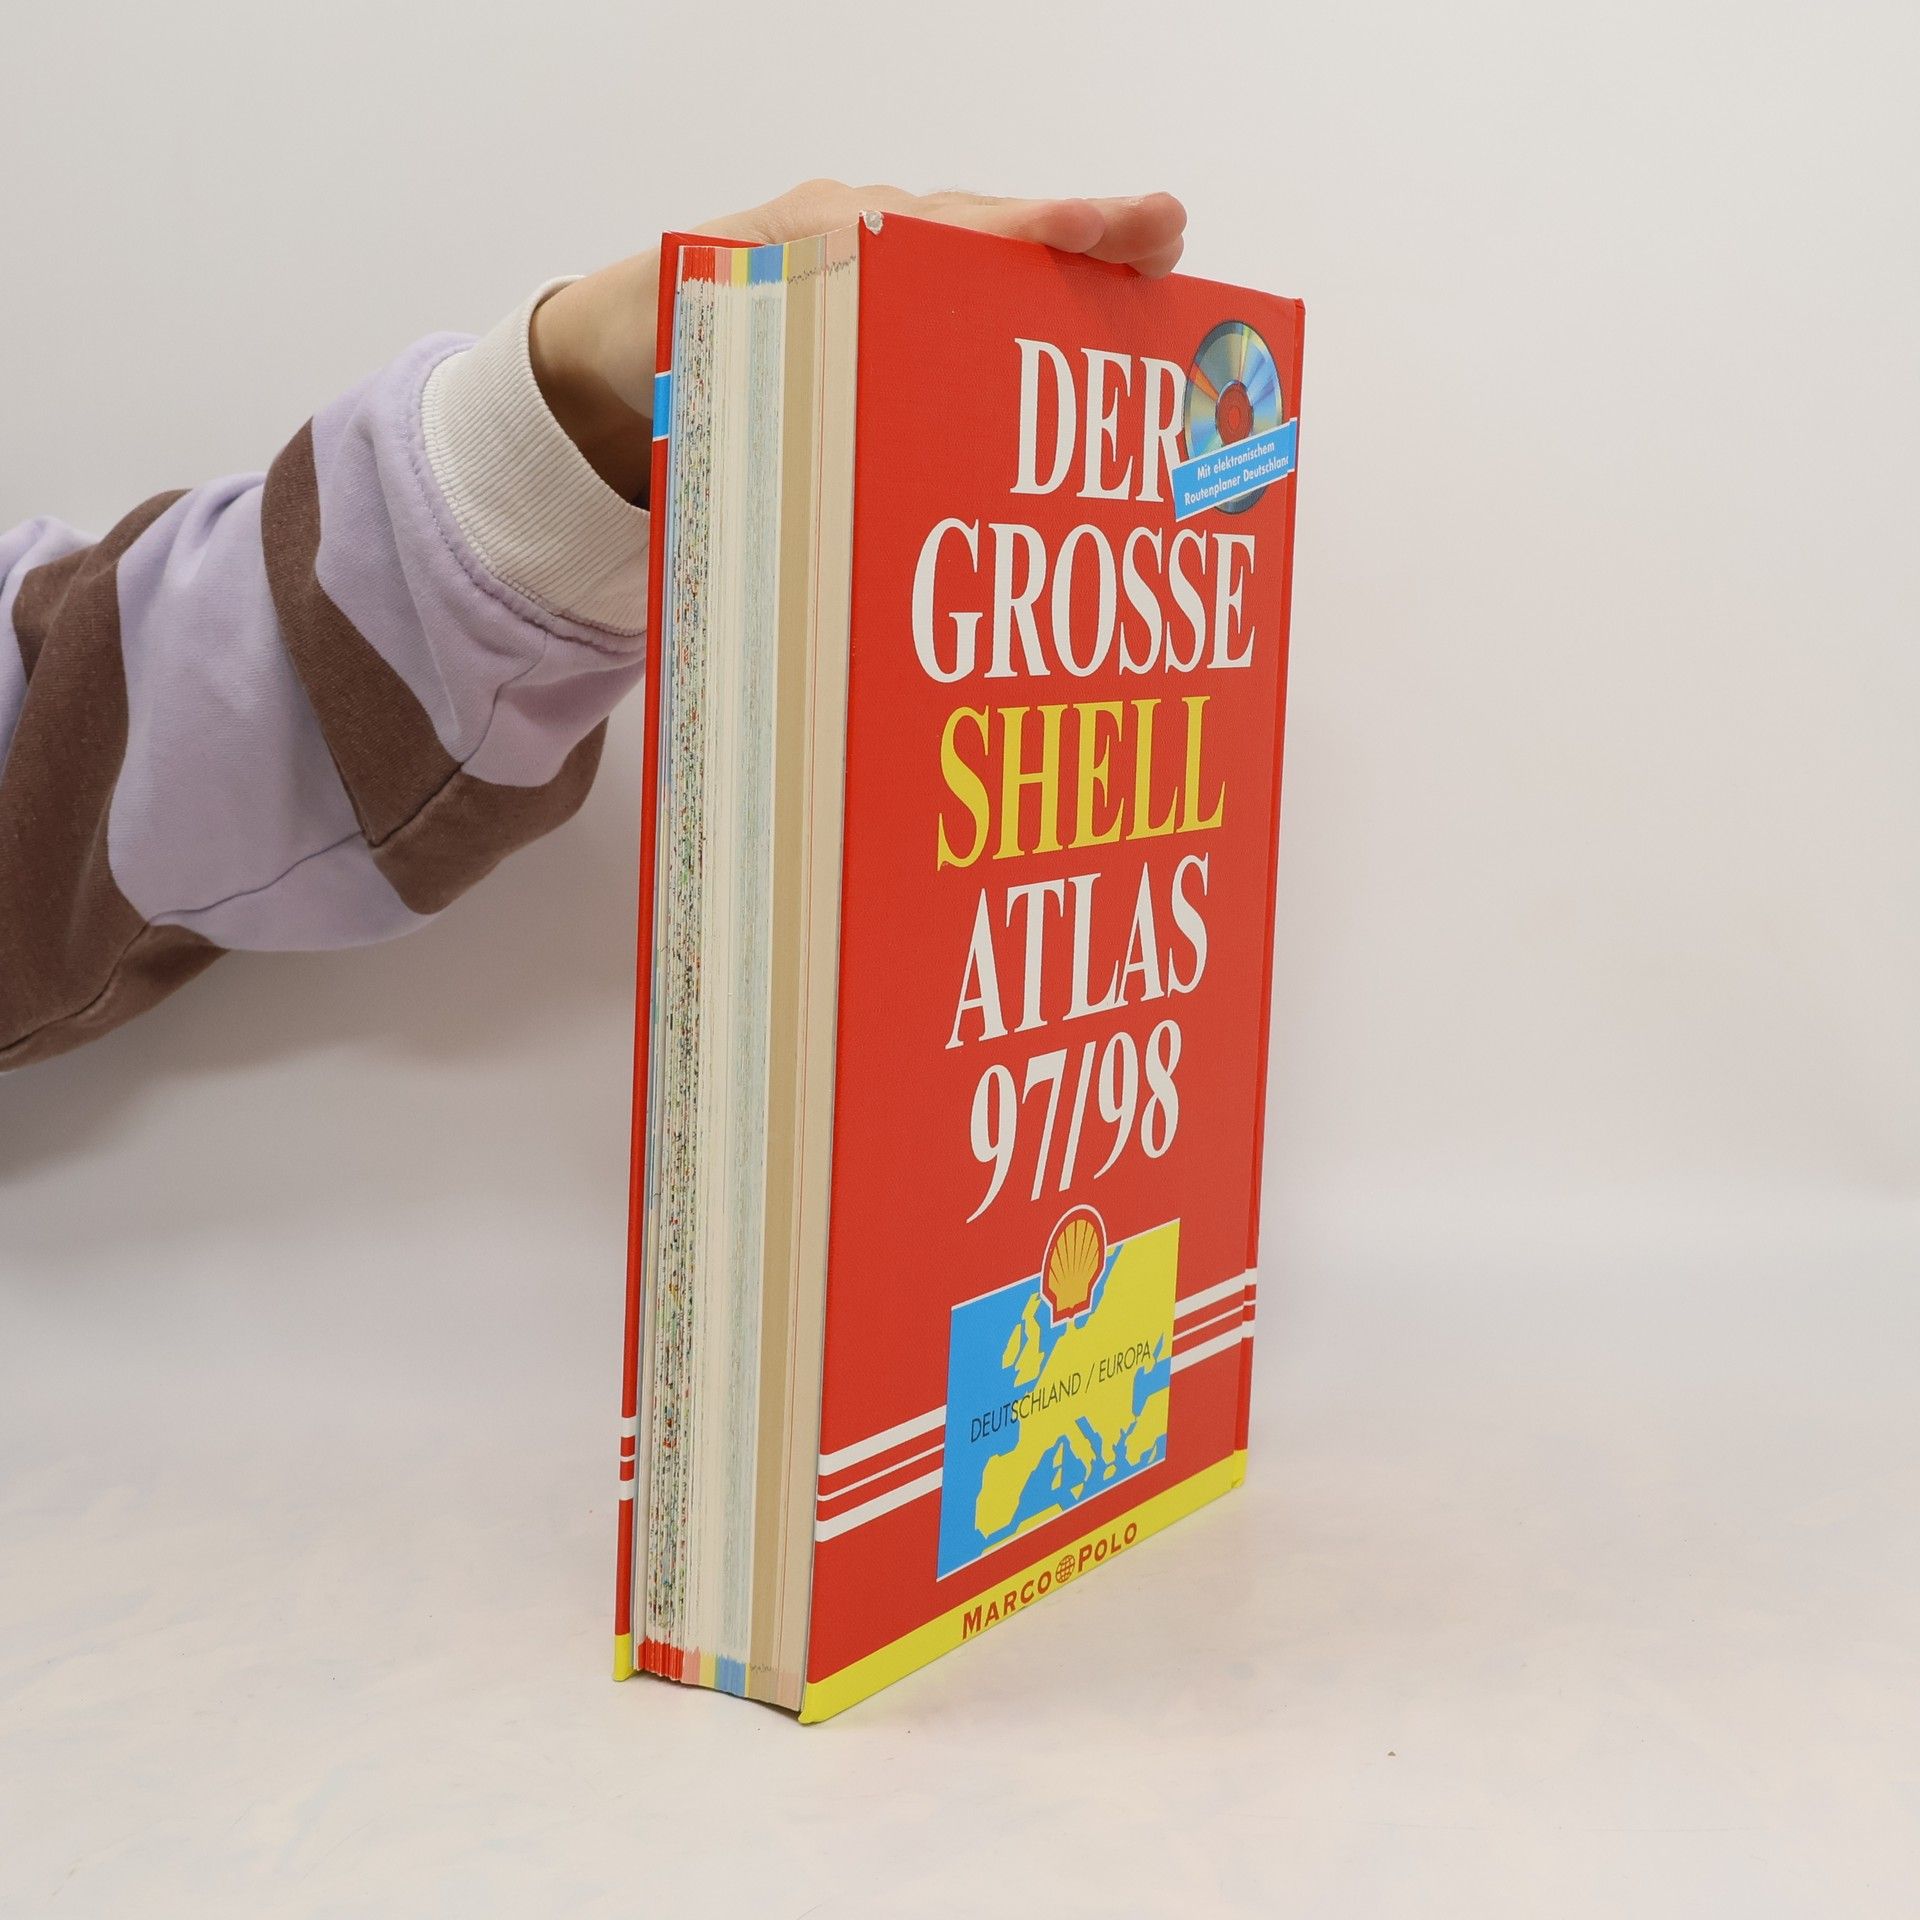 DER
Mit elektronischem
Routenplaner Deutschland
GROSSE
SHELL
ATLAS
97/98
DEUTSCHLAND / EUROPA
MARCO POLO